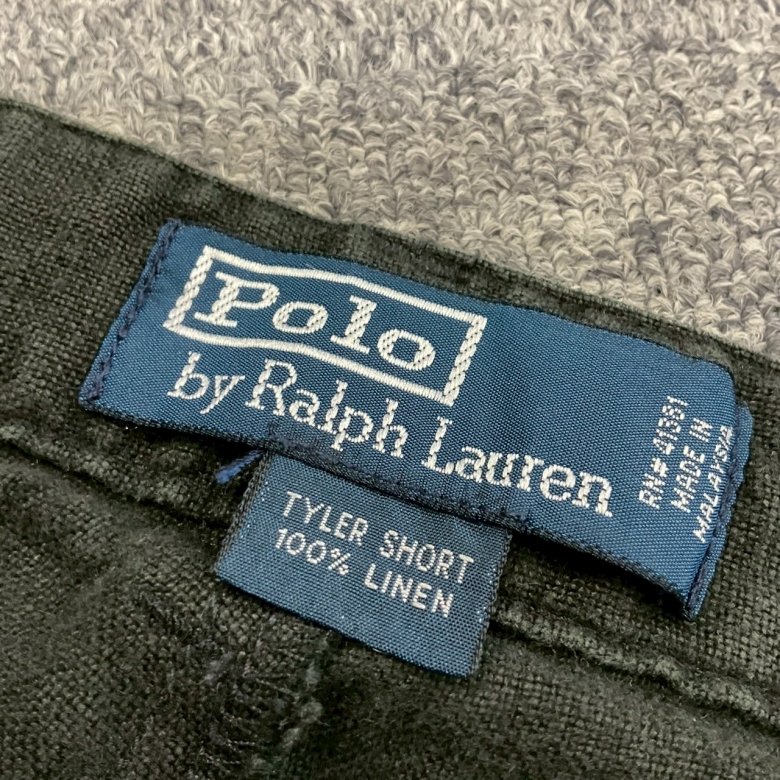 Polo
by Ralph Lauren
RN# 41381
MADE IN
MALAYSIA
TYLER SHORT
100% LINEN